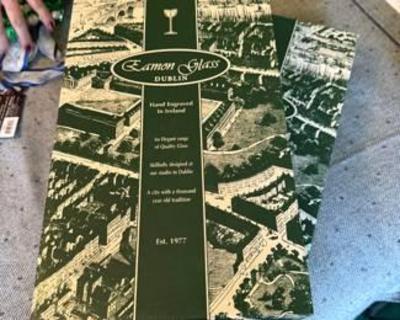 Eamon Glass
DUBLIN
Hand Engraved
In Ireland
An Elegant range
of Quality Glass
Skilfully designed at
our studio in Dublin
A city with a thousand
year old tradition
Est. 1977